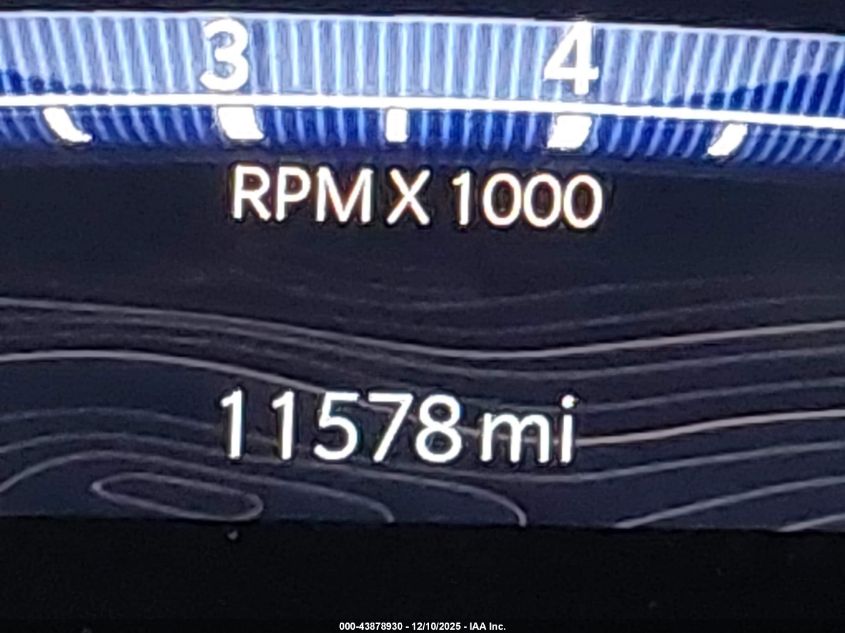 3 4
RPM X 1000
11578 mi
000-43878930 - 12/10/2025 - IAA Inc.